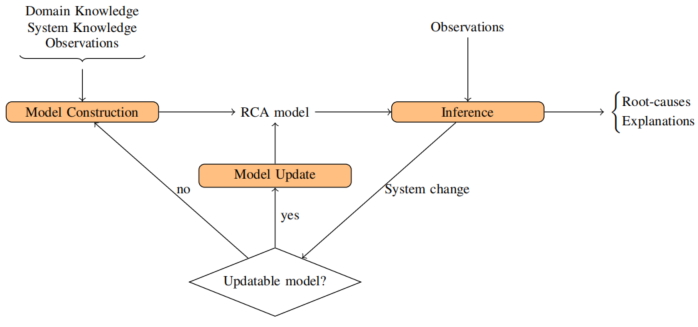 Domain Knowledge
System Knowledge
Observations
Observations
Model Construction
RCA model
Inference
Root-causes
Explanations
Model Update
no
System change
yes
Updatable model?